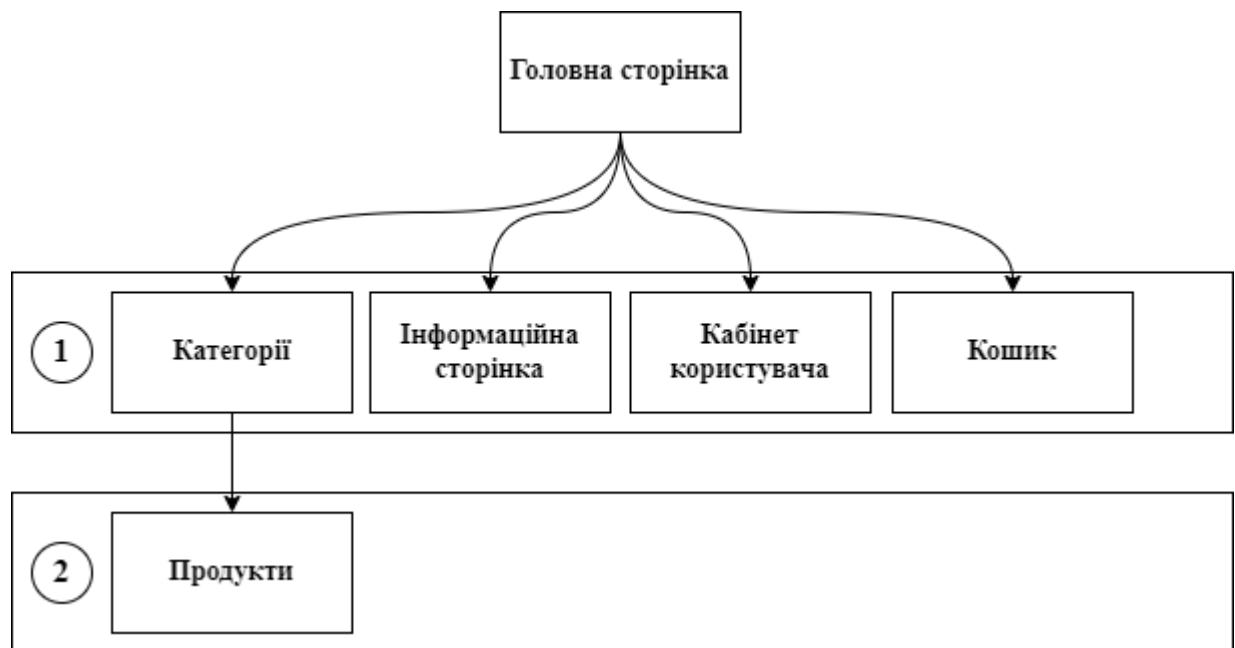 Головна сторінка
1
Категорії
Інформаційна
сторінка
Кабінет
користувача
Кошик
2
Продукти